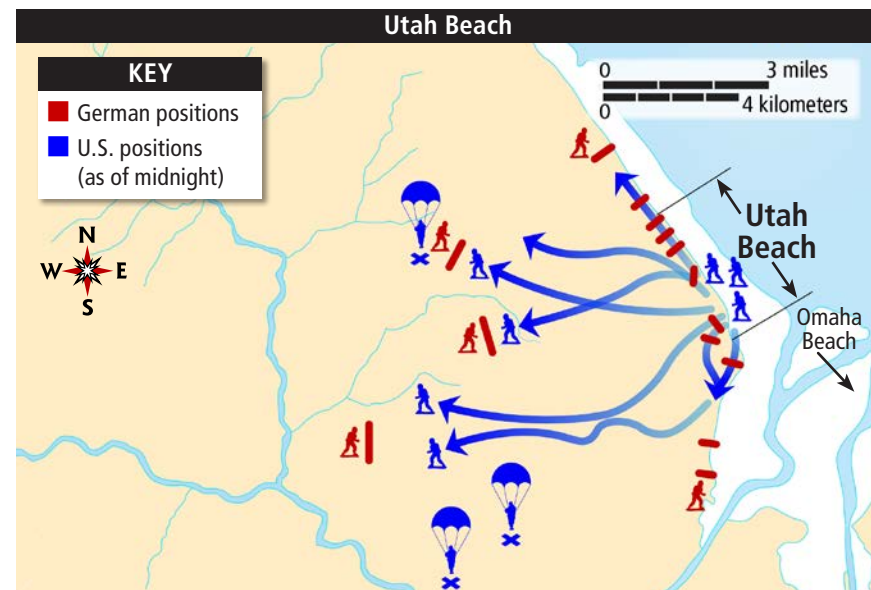 Utah Beach
KEY
German positions
U.S. positions
(as of midnight)
0 3 miles
0 4 kilometers
N
W E
S
Utah
Beach
Omaha
Beach